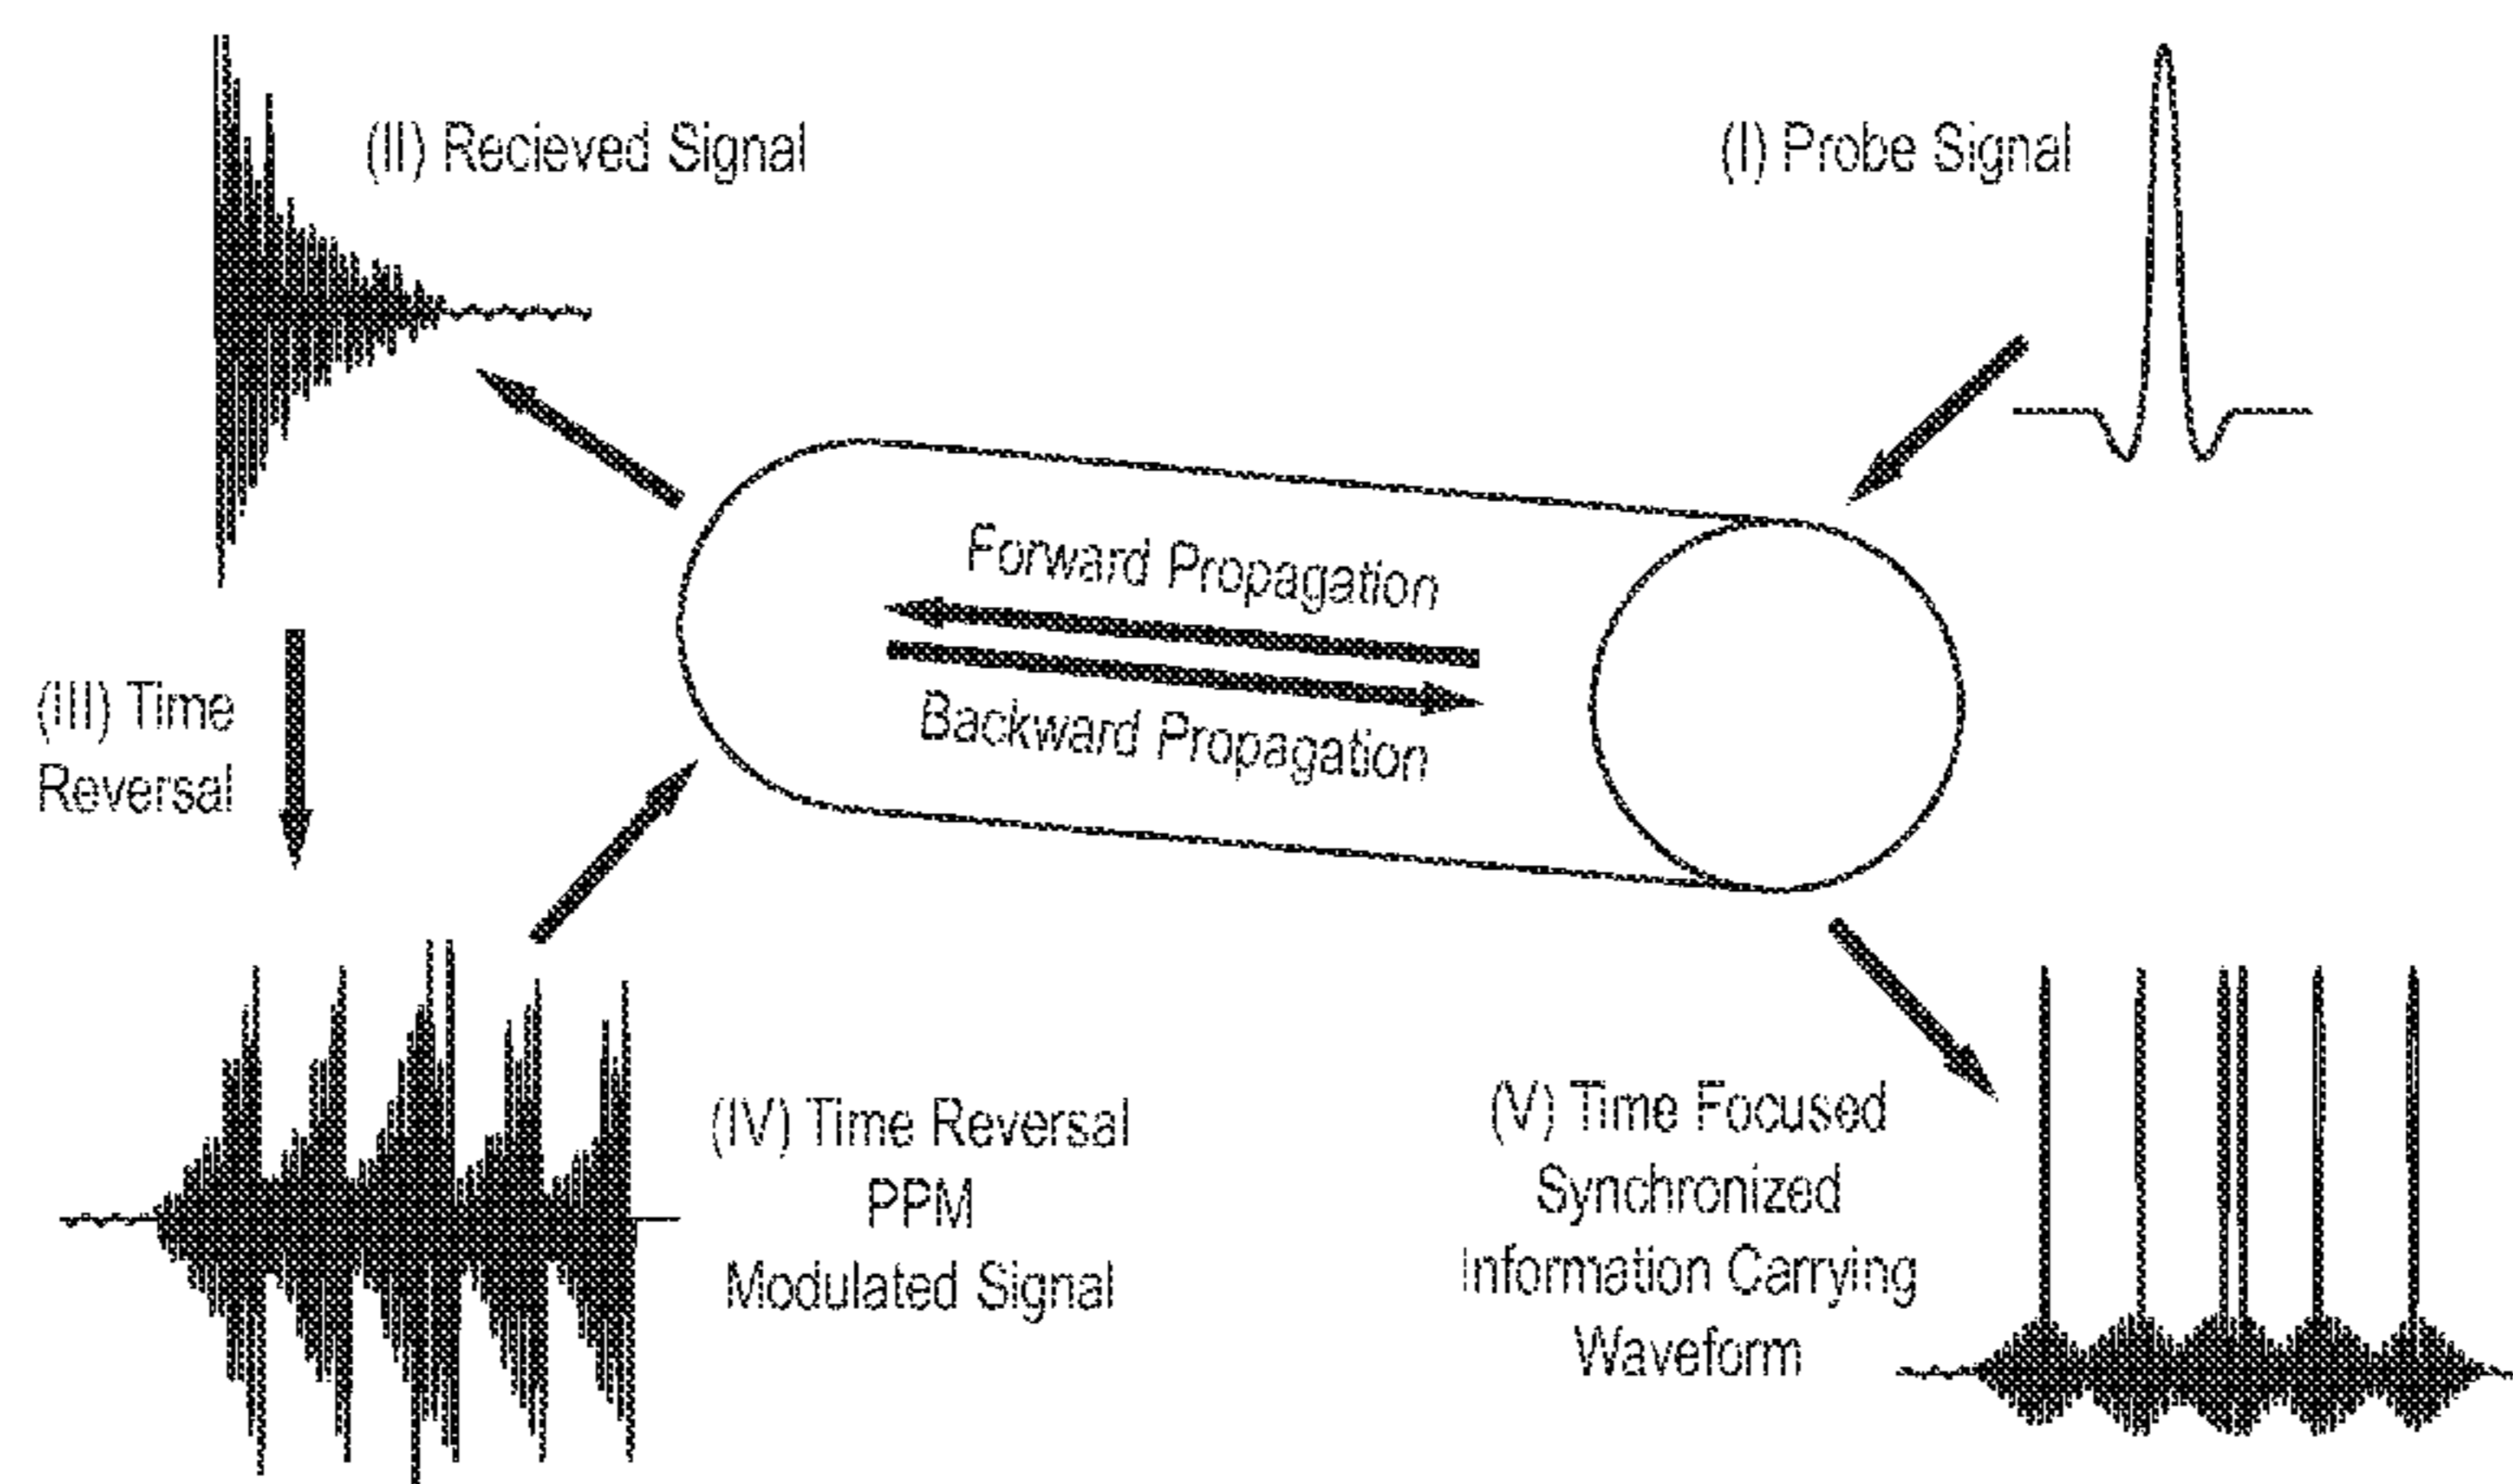 (II) Recieved Signal
(I) Probe Signal
Forward Propagation
Backward Propagation
(III) Time
Reversal
(IV) Time Reversal
PPM
Modulated Signal
(V) Time Focused
Synchronized
Information Carrying
Waveform